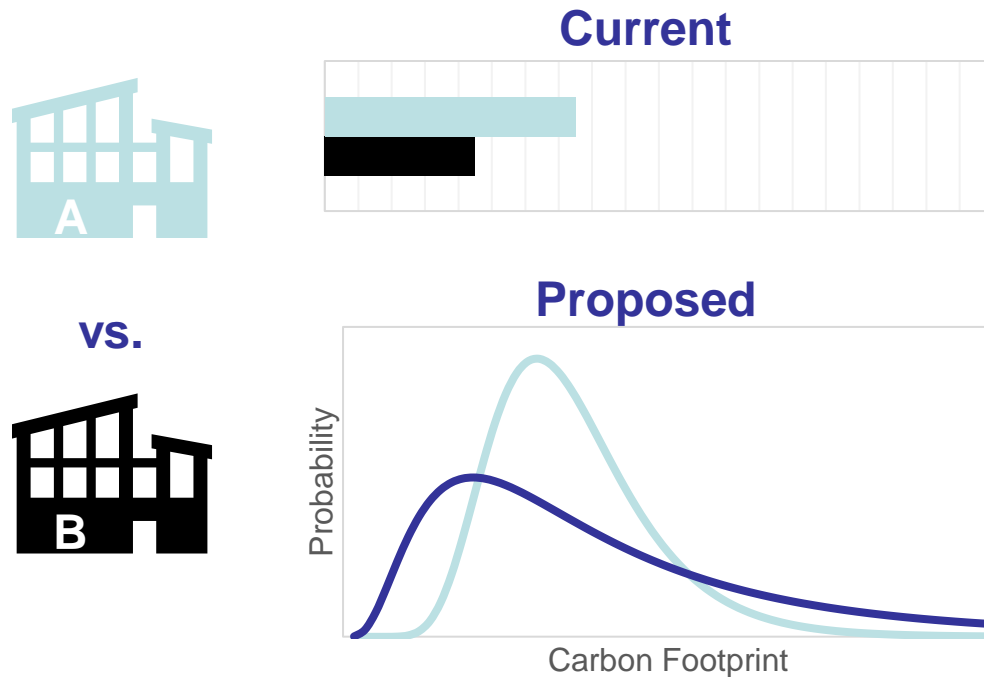 Current
A
vs.
B
Proposed
Probability
Carbon Footprint